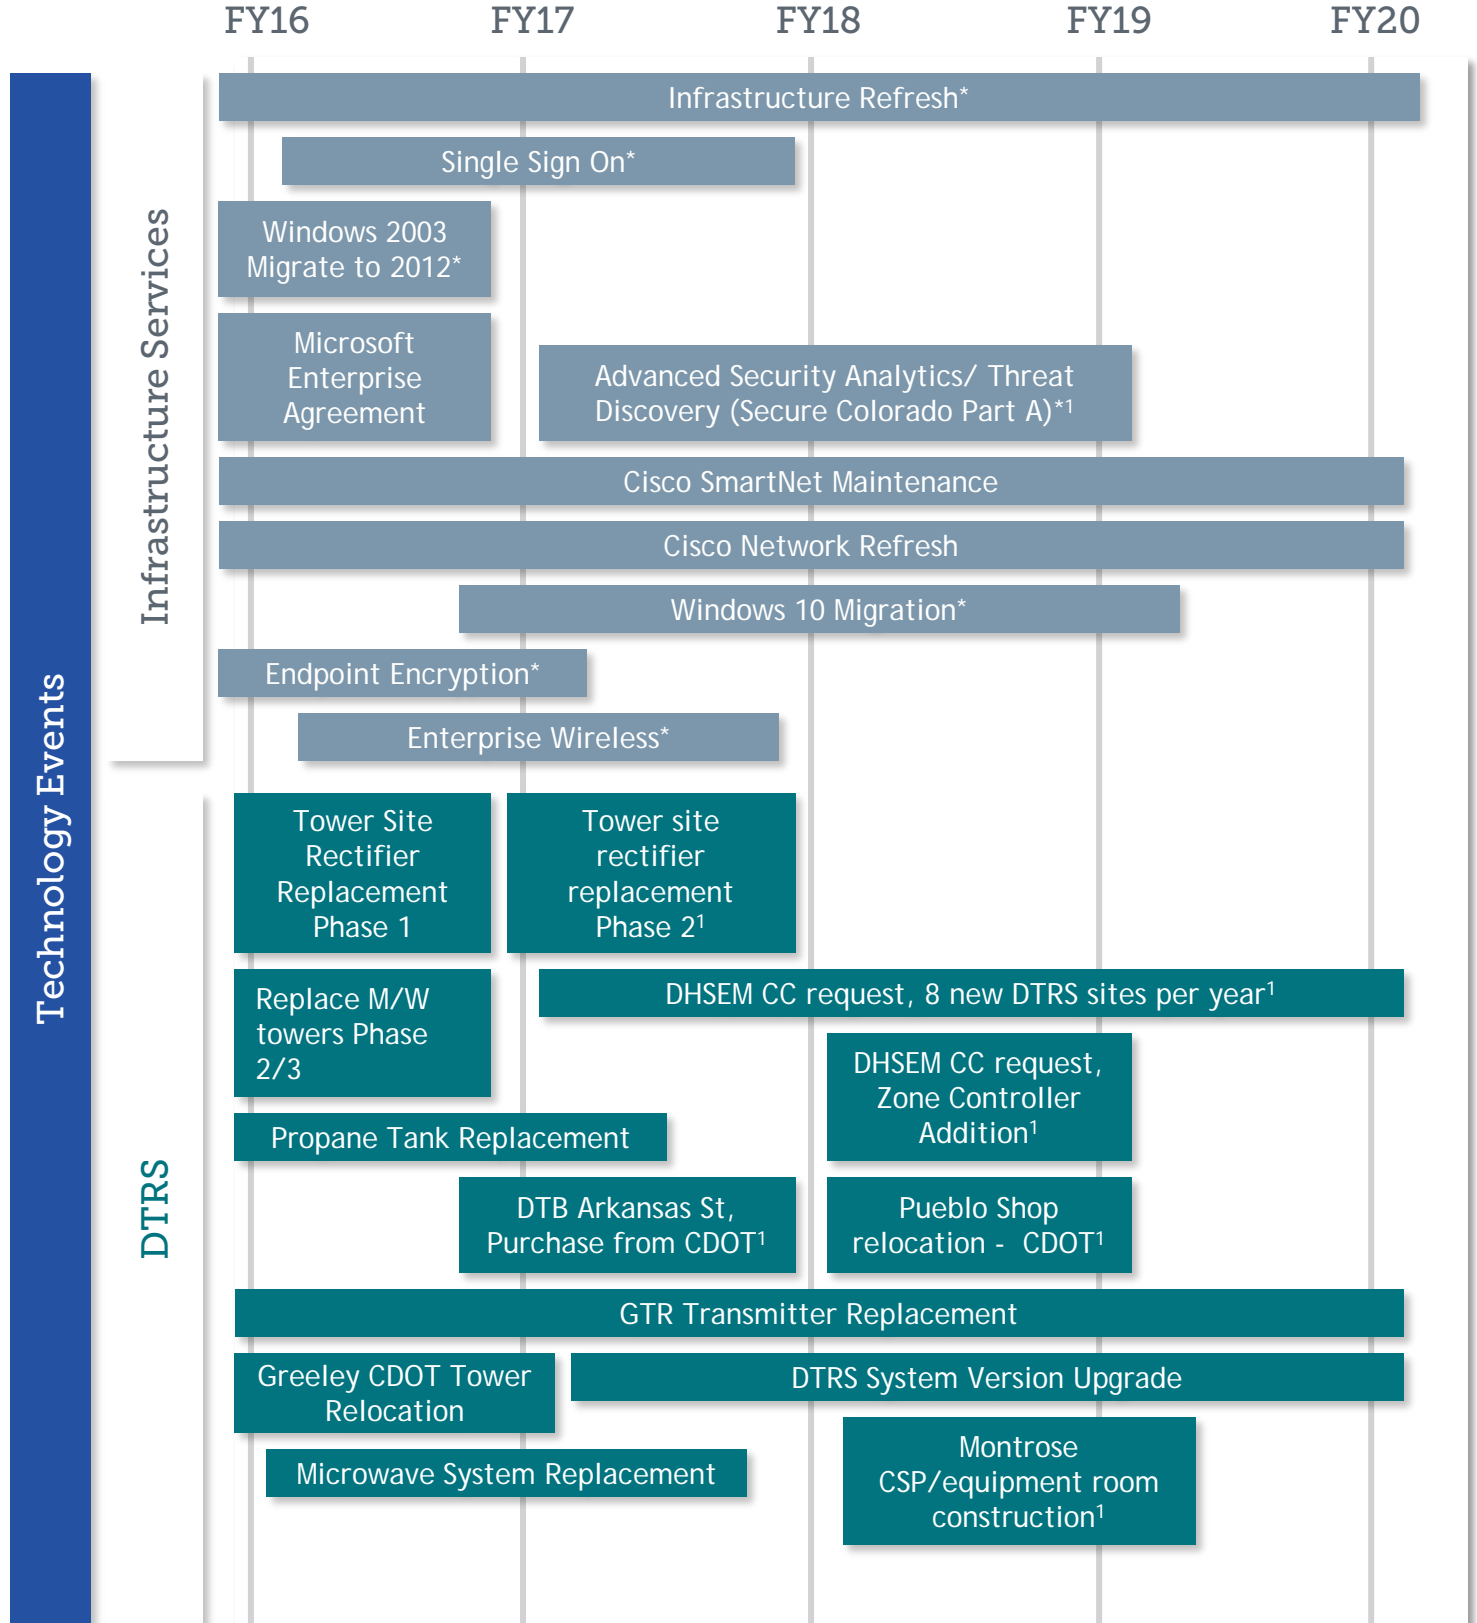 FY16 FY17 FY18 FY19 FY20
Technology Events
Infrastructure Services
Infrastructure Refresh*
Single Sign On*
Windows 2003
Migrate to 2012*
Microsoft
Enterprise
Agreement
Advanced Security Analytics/ Threat
Discovery (Secure Colorado Part A)*¹
Cisco SmartNet Maintenance
Cisco Network Refresh
Windows 10 Migration*
Endpoint Encryption*
Enterprise Wireless*
DTRS
Tower Site
Rectifier
Replacement
Phase 1
Tower site
rectifier
replacement
Phase 2¹
Replace M/W
towers Phase
2/3
DHSEM CC request, 8 new DTRS sites per year¹
DHSEM CC request,
Zone Controller
Addition¹
Propane Tank Replacement
DTB Arkansas St,
Purchase from CDOT¹
Pueblo Shop
relocation - CDOT¹
GTR Transmitter Replacement
Greeley CDOT Tower
Relocation
DTRS System Version Upgrade
Microwave System Replacement
Montrose
CSP/equipment room
construction¹